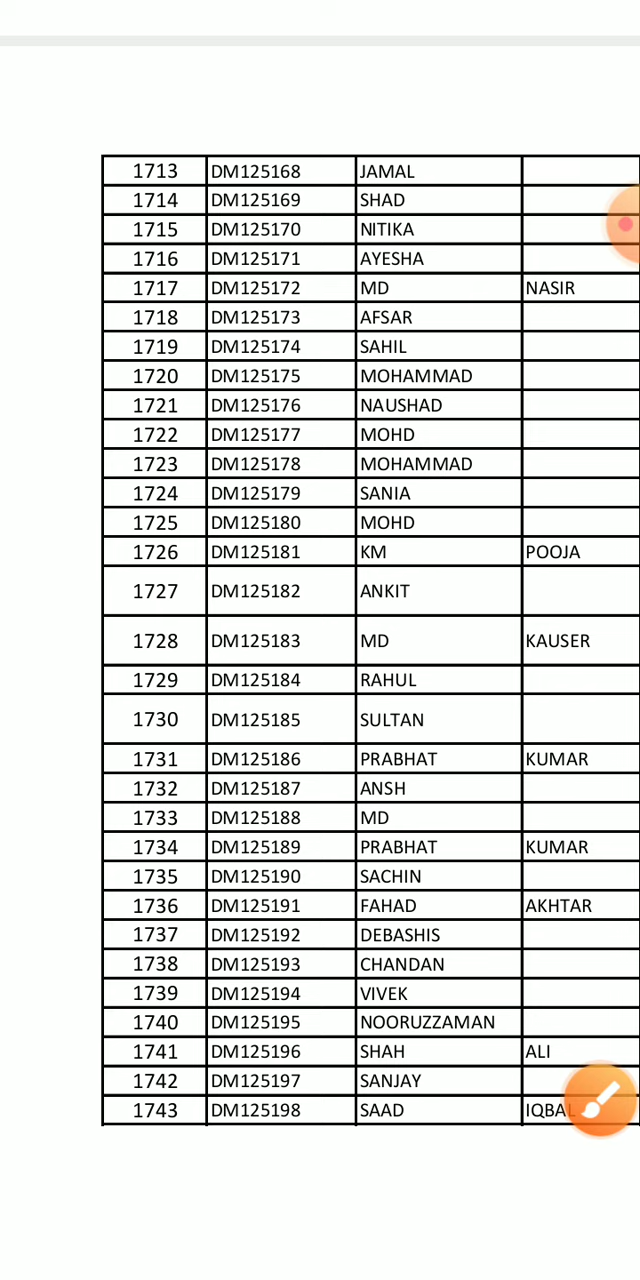 1713 DM125168 JAMAL
1714 DM125169 SHAD
1715 DM125170 NITIKA
1716 DM125171 AYESHA
1717 DM125172 MD NASIR
1718 DM125173 AFSAR
1719 DM125174 SAHIL
1720 DM125175 MOHAMMAD
1721 DM125176 NAUSHAD
1722 DM125177 MOHD
1723 DM125178 MOHAMMAD
1724 DM125179 SANIA
1725 DM125180 MOHD
1726 DM125181 KM POOJA
1727 DM125182 ANKIT
1728 DM125183 MD KAUSER
1729 DM125184 RAHUL
1730 DM125185 SULTAN
1731 DM125186 PRABHAT KUMAR
1732 DM125187 ANSH
1733 DM125188 MD
1734 DM125189 PRABHAT KUMAR
1735 DM125190 SACHIN
1736 DM125191 FAHAD AKHTAR
1737 DM125192 DEBASHIS
1738 DM125193 CHANDAN
1739 DM125194 VIVEK
1740 DM125195 NOORUZZAMAN
1741 DM125196 SHAH ALI
1742 DM125197 SANJAY
1743 DM125198 SAAD IQBAL